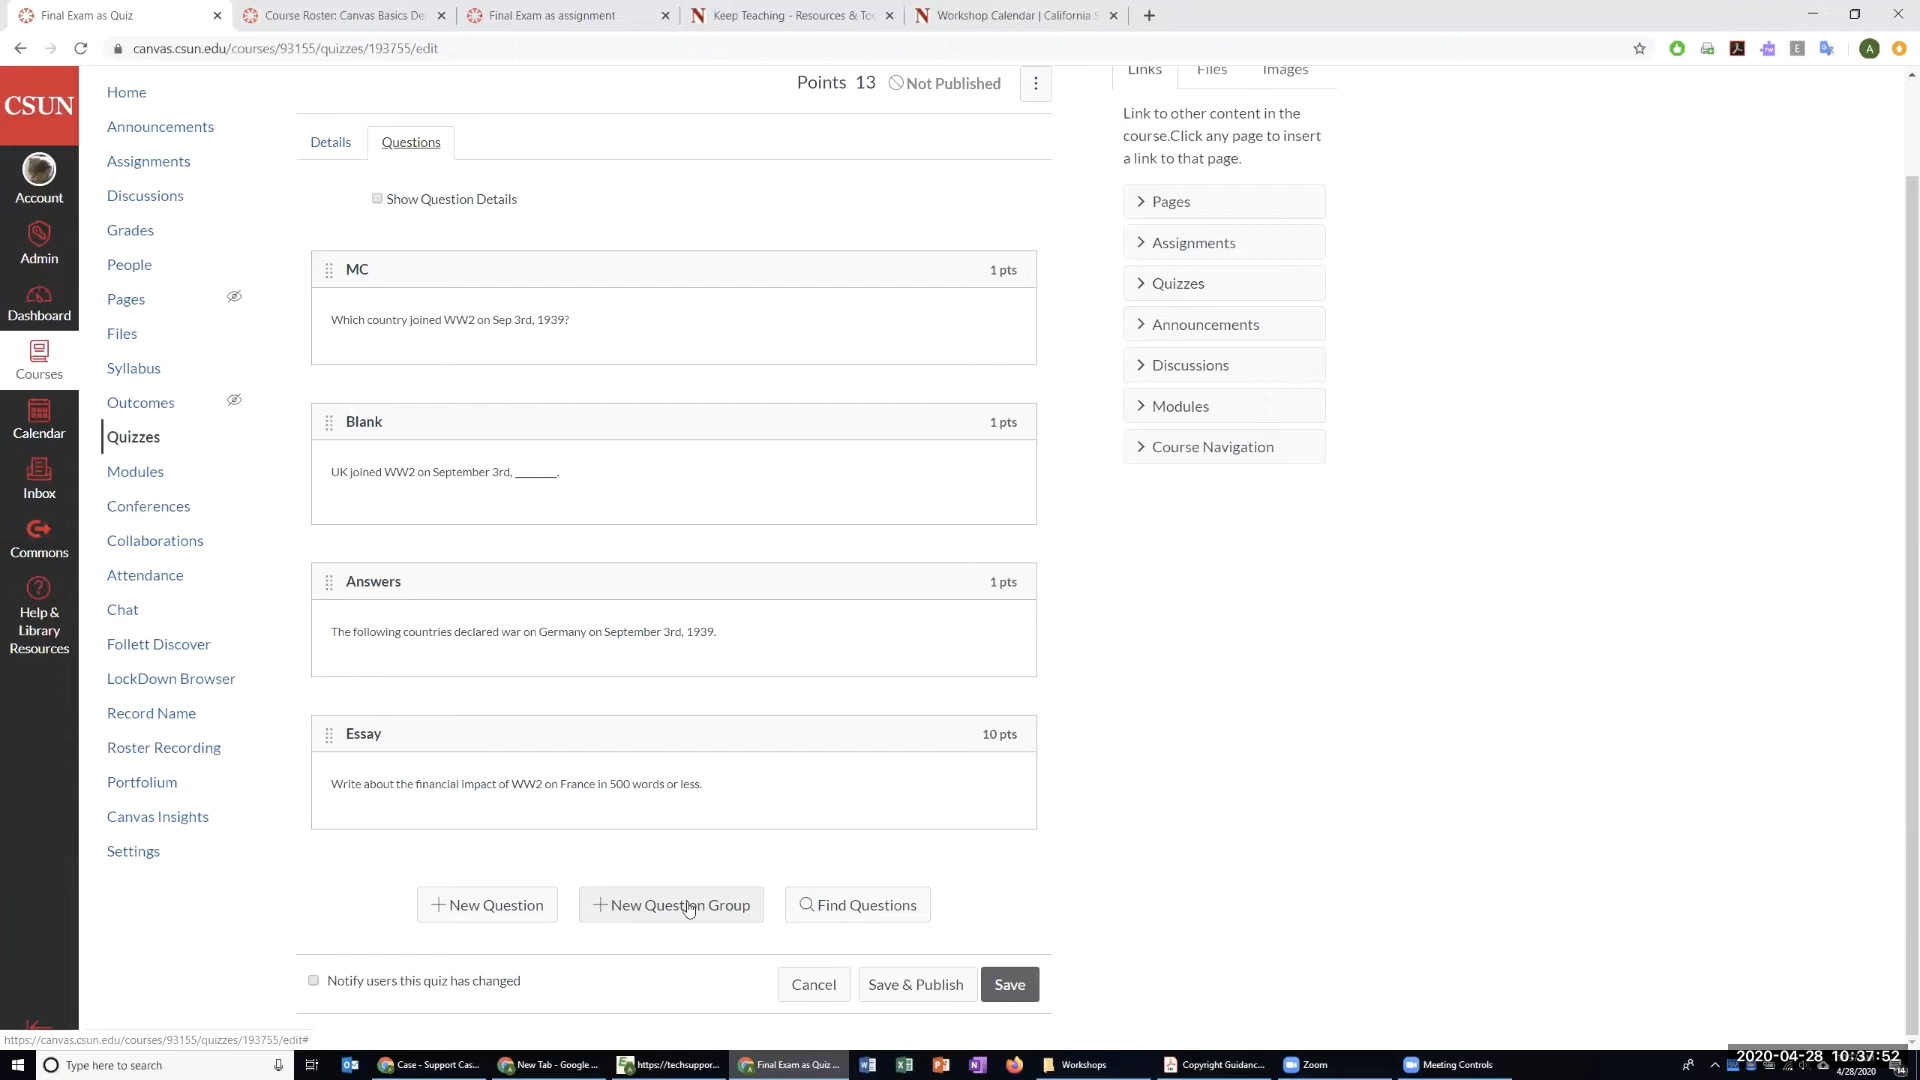 Final Exam as Quiz
Course Roster: Canvas Basics De
Final Exam as assignment
Keep Teaching - Resources & To
Workshop Calendar | California S
canvas.csun.edu/courses/93155/quizzes/193755/edit
A
CSUN
Account
Admin
Dashboard
Courses
Calendar
Inbox
Commons
Help &
Library
Resources
Home
Announcements
Assignments
Discussions
Grades
People
Pages
Files
Syllabus
Outcomes
Quizzes
Modules
Conferences
Collaborations
Attendance
Chat
Follett Discover
LockDown Browser
Record Name
Roster Recording
Portfolium
Canvas Insights
Settings
Points 13 Not Published
Details Questions
Show Question Details
MC 1 pts
Which country joined WW2 on Sep 3rd, 1939?
Blank 1 pts
UK joined WW2 on September 3rd, ________.
Answers 1 pts
The following countries declared war on Germany on September 3rd, 1939.
Essay 10 pts
Write about the financial impact of WW2 on France in 500 words or less.
New Question New Question Group Find Questions
Notify users this quiz has changed
Cancel Save & Publish Save
Links Files Images
Link to other content in the
course.Click any page to insert
a link to that page.
Pages
Assignments
Quizzes
Announcements
Discussions
Modules
Course Navigation
https://canvas.csun.edu/courses/93155/quizzes/193755/edit#
Type here to search
Case - Support Cas...
New Tab - Google ...
https://techsuppor...
Final Exam as Quiz ...
Workshops
Copyright Guidanc...
Zoom
Meeting Controls
2020-04-28 10:37:52
4/28/2020